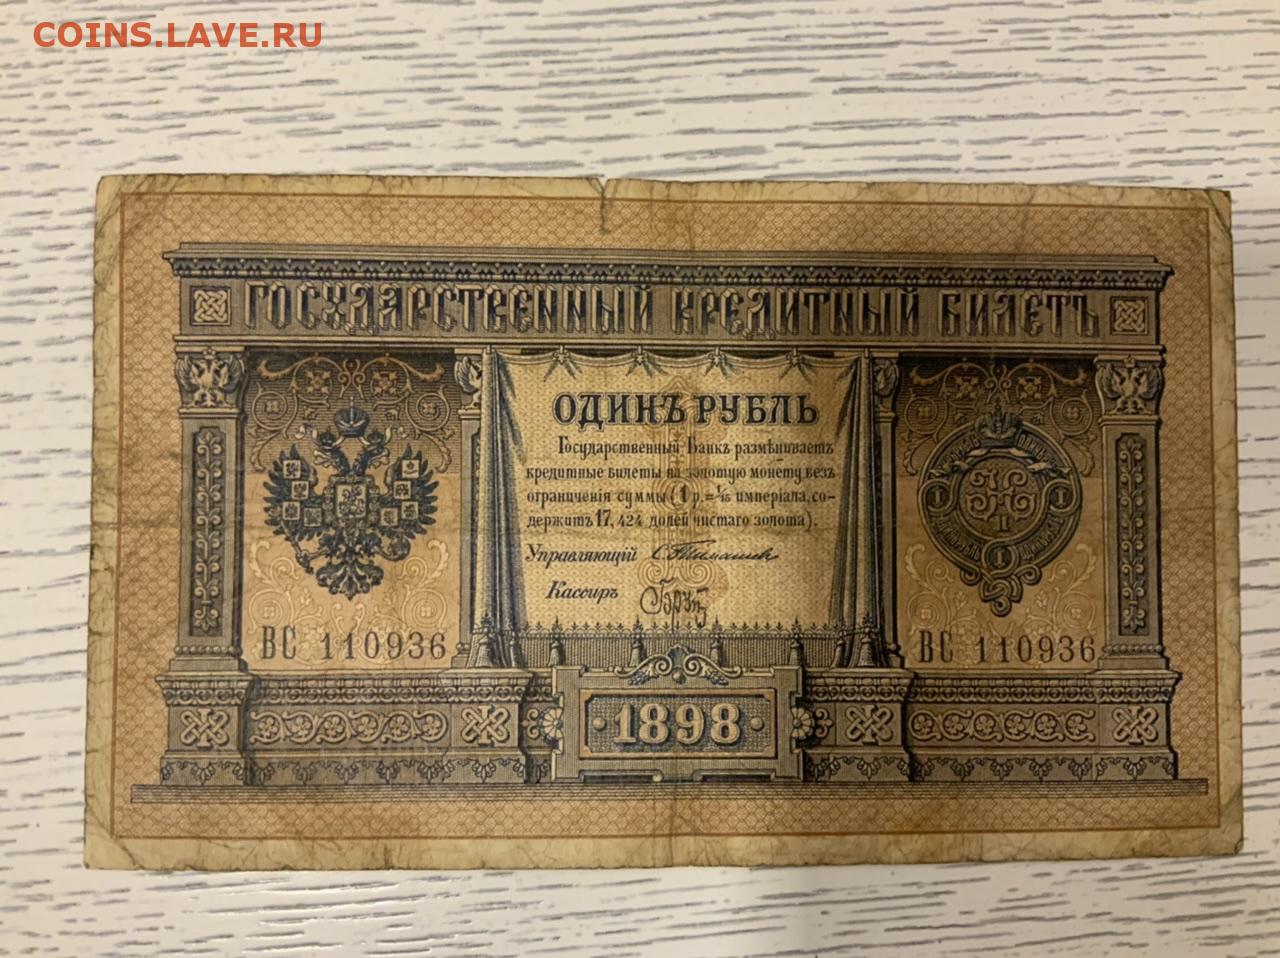 COINS.LAVE.RU
ГОСУДАРСТВЕННЫЙ КРЕДИТНЫЙ БИЛЕТЪ
ОДИНЪ РУБЛЬ
Государственный Банкъ размѣниваетъ
кредитные билеты на золотую монету безъ
ограниченія суммы (1 р. = 1/15 имперіала, со-
держитъ 17,424 долей чистаго золота).
Управляющій С. Тимашев
Кассиръ
ВС 110936
ВС 110936
1898